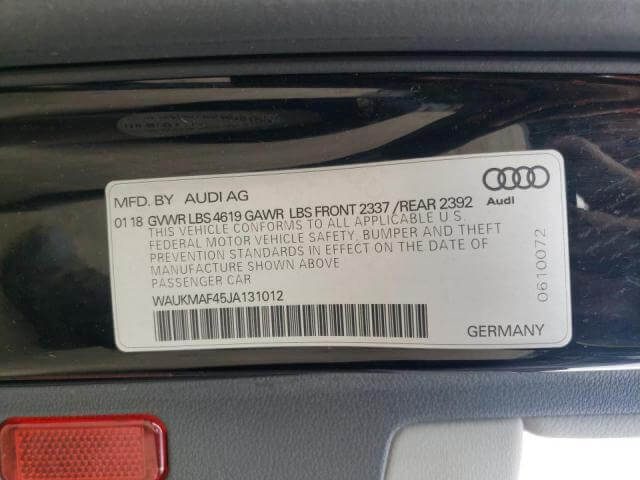 MFD. BY AUDI AG
Audi
01 18 GVWR LBS 4619 GAWR LBS FRONT 2337 / REAR 2392
THIS VEHICLE CONFORMS TO ALL APPLICABLE U.S.
FEDERAL MOTOR VEHICLE SAFETY, BUMPER AND THEFT
PREVENTION STANDARDS IN EFFECT ON THE DATE OF
MANUFACTURE SHOWN ABOVE
PASSENGER CAR
WAUKMAF45JA131012
GERMANY
0610072